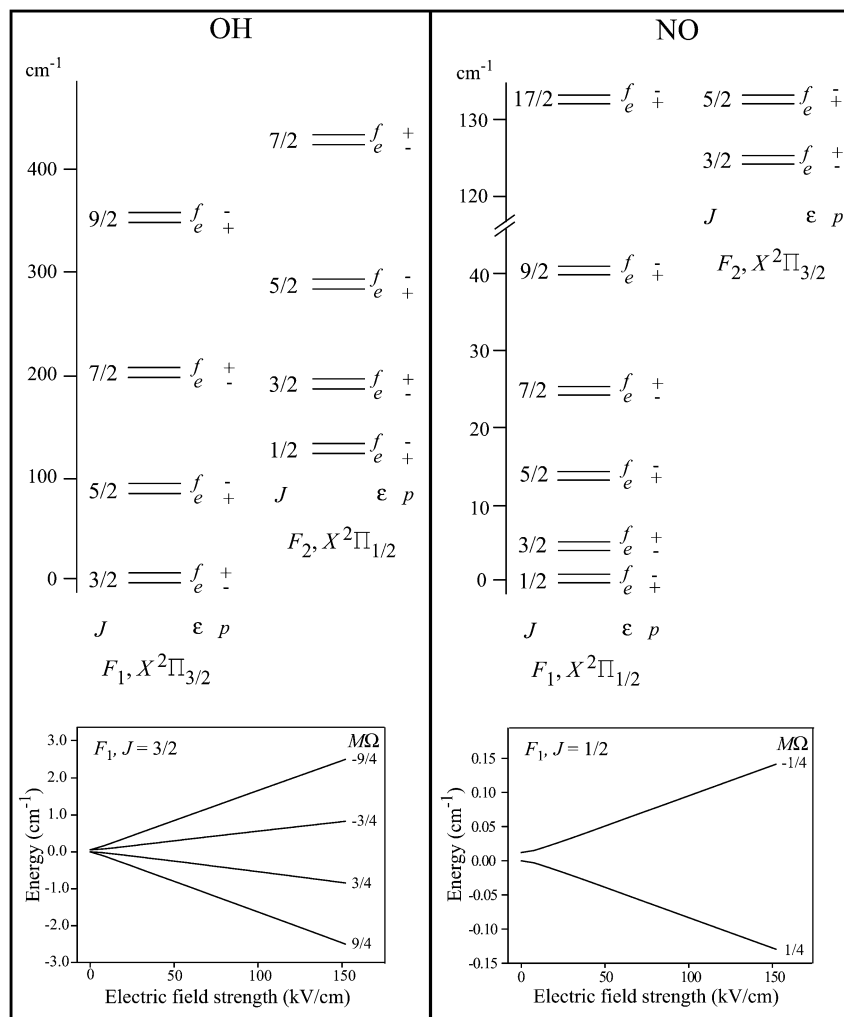 OH
cm⁻¹
400
300
200
100
0
7/2 f + e -
9/2 f - e +
5/2 f - e +
7/2 f + e -
3/2 f + e -
1/2 f - e +
5/2 f - e +
J ε p
F₂, X²Π₁/₂
3/2 f + e -
J ε p
F₁, X²Π₃/₂
F₁, J = 3/2
MΩ
-9/4
-3/4
3/4
9/4
Energy (cm⁻¹)
3.0
2.0
1.0
0.0
-1.0
-2.0
-3.0
0 50 100 150
Electric field strength (kV/cm)
NO
cm⁻¹
130
120
40
30
20
10
0
17/2 f - e +
5/2 f - e +
3/2 f + e -
J ε p
F₂, X²Π₃/₂
9/2 f - e +
7/2 f + e -
5/2 f - e +
3/2 f + e -
1/2 f - e +
J ε p
F₁, X²Π₁/₂
F₁, J = 1/2
MΩ
-1/4
1/4
Energy (cm⁻¹)
0.15
0.10
0.05
0.00
-0.05
-0.10
-0.15
0 50 100 150
Electric field strength (kV/cm)